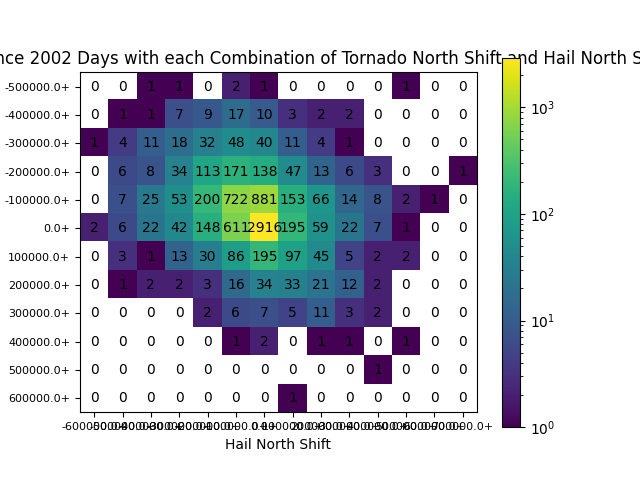 nce 2002 Days with each Combination of Tornado North Shift and Hail North S
-500000.0+ 0 0 1 1 0 2 1 0 0 0 0 1 0 0
-400000.0+ 0 1 1 7 9 17 10 3 2 2 0 0 0 0
-300000.0+ 1 4 11 18 32 48 40 11 4 1 0 0 0 0
-200000.0+ 0 6 8 34 113 171 138 47 13 6 3 0 0 1
-100000.0+ 0 7 25 53 200 722 881 153 66 14 8 2 1 0
0.0+ 2 6 22 42 148 611 2916 195 59 22 7 1 0 0
100000.0+ 0 3 1 13 30 86 195 97 45 5 2 2 0 0
200000.0+ 0 1 2 2 3 16 34 33 21 12 2 0 0 0
300000.0+ 0 0 0 0 2 6 7 5 11 3 2 0 0 0
400000.0+ 0 0 0 0 0 1 2 0 1 1 0 1 0 0
500000.0+ 0 0 0 0 0 0 0 0 0 0 1 0 0 0
600000.0+ 0 0 0 0 0 0 0 1 0 0 0 0 0 0
Hail North Shift
10³
10²
10¹
10⁰